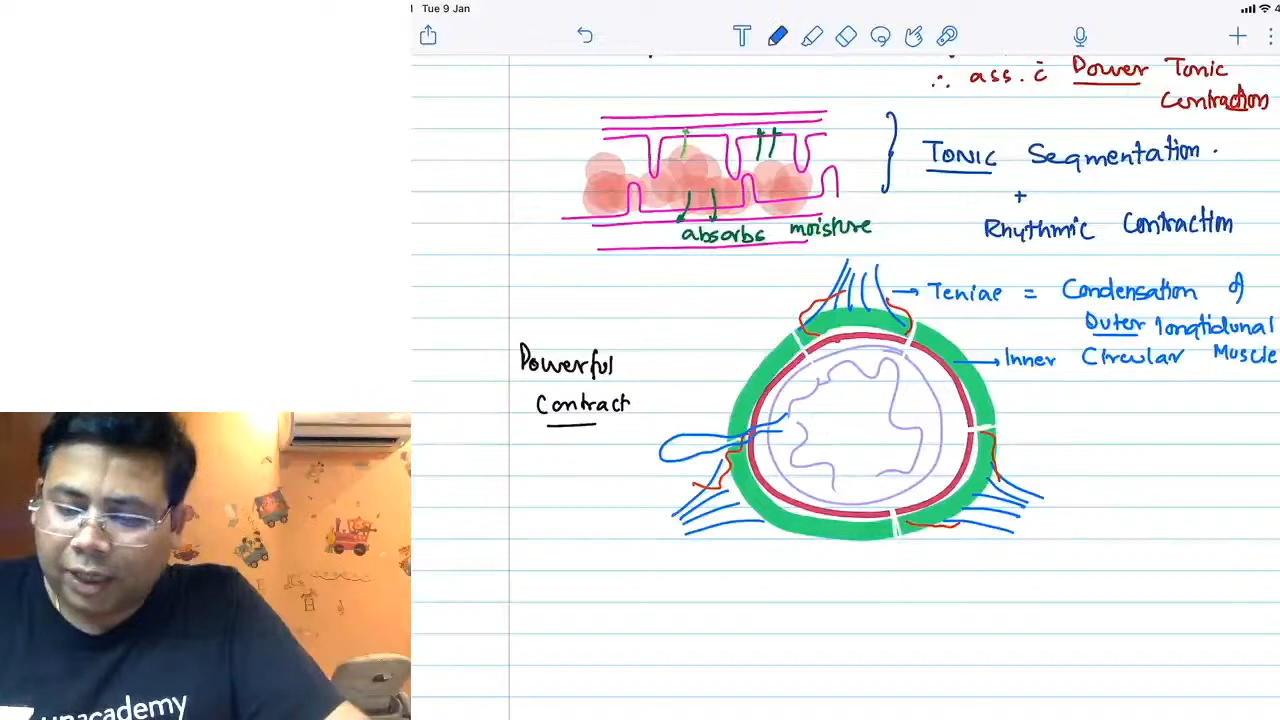 Tue 9 Jan
∴ ass. c̄ Power Tonic
Contraction
TONIC Segmentation.
+
Rhythmic Contraction
absorbs moisture
→ Teniae = Condensation of
Outer longtidunal
→ Inner Circular Muscle
Powerful
Contract
unacademy